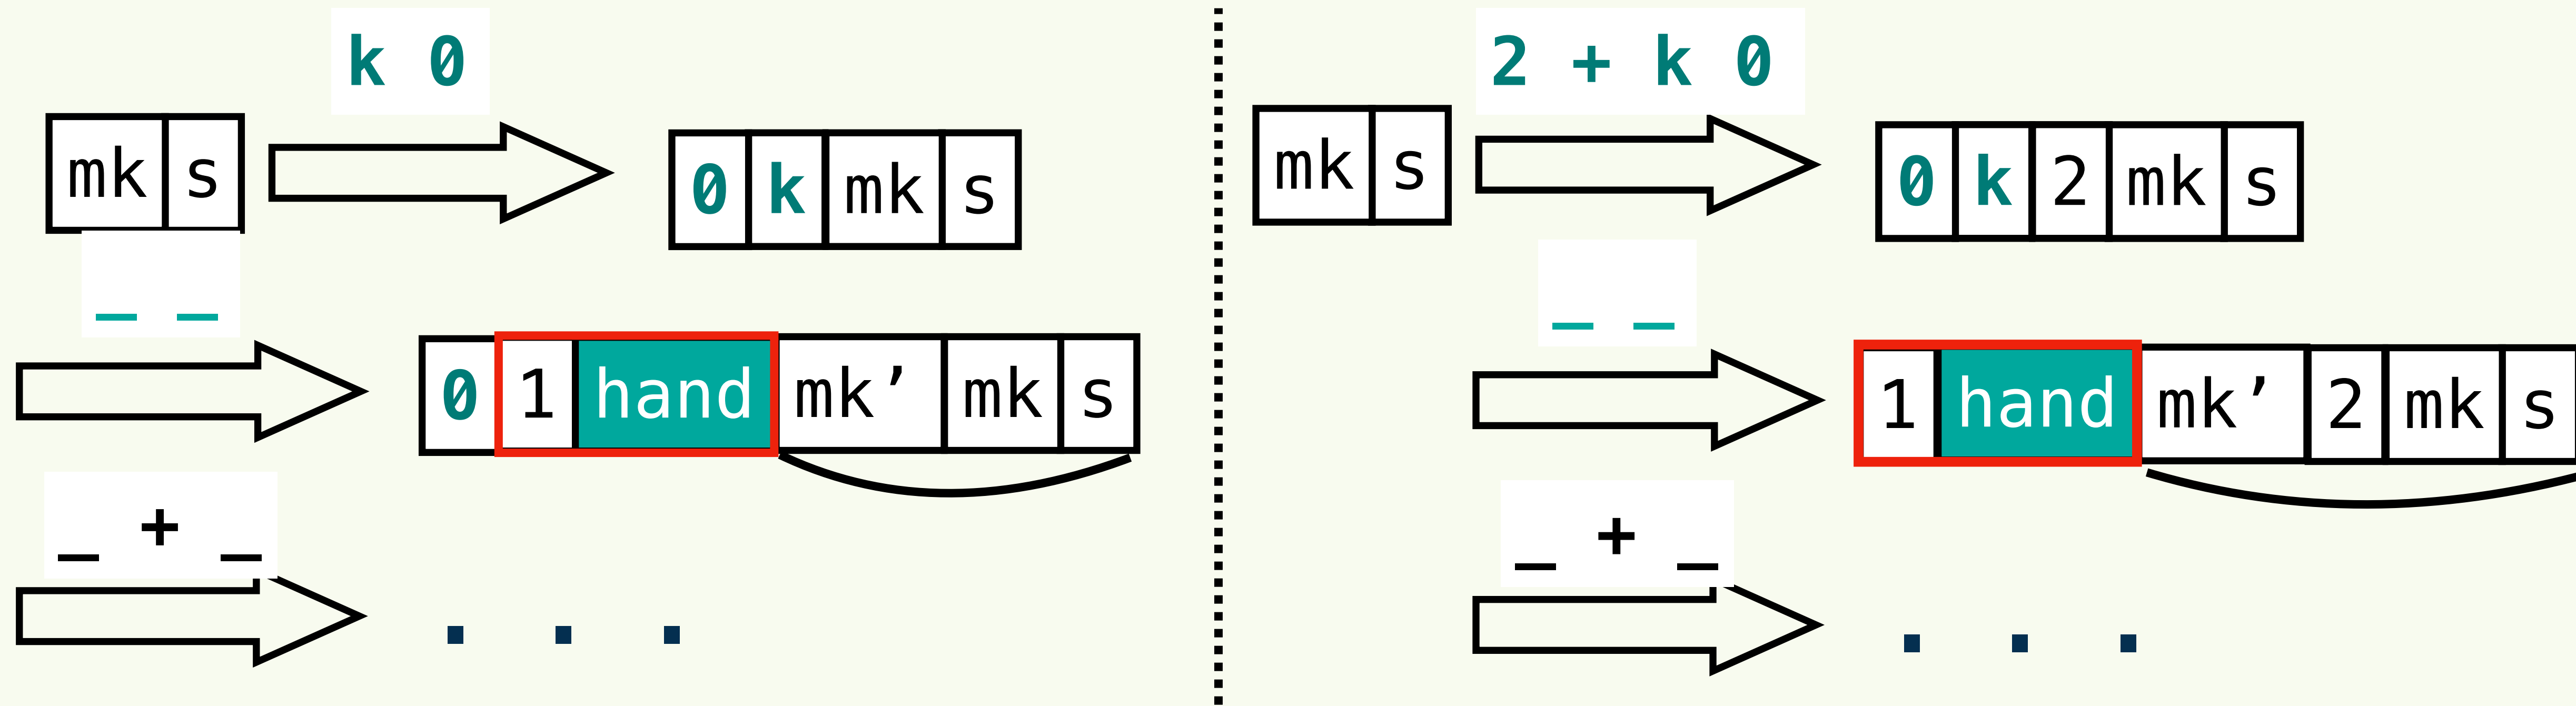 k 0
mk s
0 k mk s
_ _
0 1 hand mk’ mk s
_ + _
. . .
2 + k 0
mk s
0 k 2 mk s
_ _
1 hand mk’ 2 mk s
_ + _
. . .